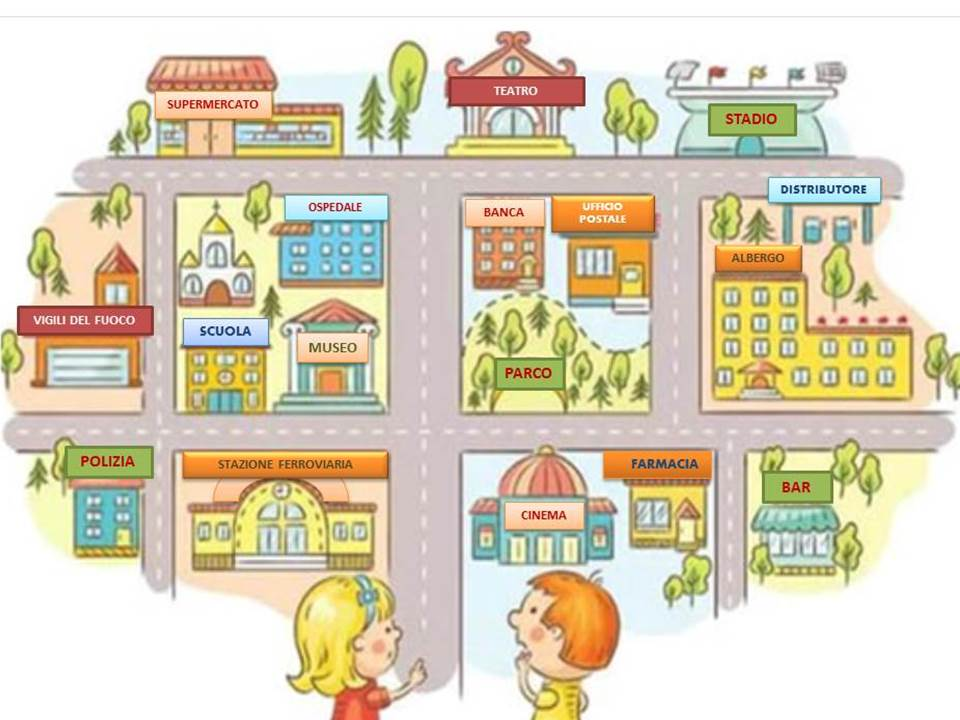 SUPERMERCATO
TEATRO
STADIO
DISTRIBUTORE
OSPEDALE
BANCA
UFFICIO
POSTALE
ALBERGO
VIGILI DEL FUOCO
SCUOLA
MUSEO
PARCO
POLIZIA
STAZIONE FERROVIARIA
FARMACIA
BAR
CINEMA